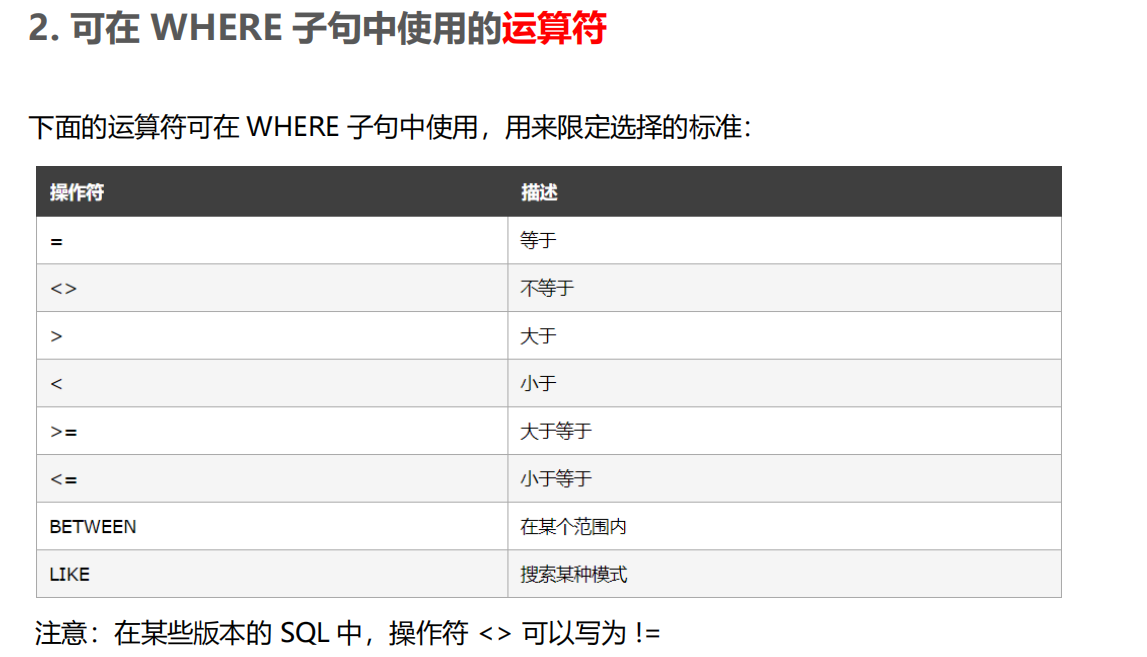 2. 可在 WHERE 子句中使用的运算符
下面的运算符可在 WHERE 子句中使用，用来限定选择的标准：
操作符 描述
= 等于
<> 不等于
> 大于
< 小于
>= 大于等于
<= 小于等于
BETWEEN 在某个范围内
LIKE 搜索某种模式
注意：在某些版本的 SQL 中，操作符 <> 可以写为 !=